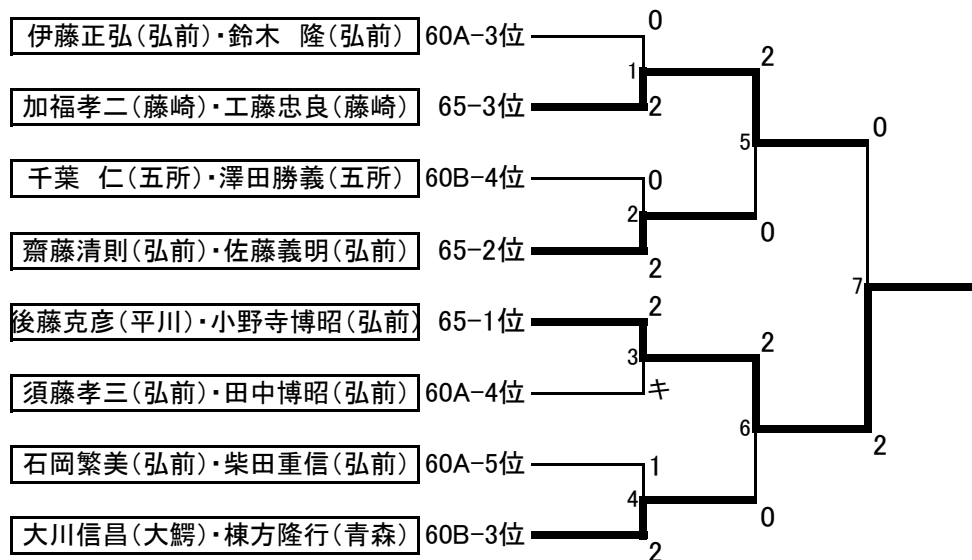 伊藤正弘(弘前)・鈴木　隆(弘前) 60A-3位 0
1 2
加福孝二(藤崎)・工藤忠良(藤崎) 65-3位 2
5 0
千葉　仁(五所)・澤田勝義(五所) 60B-4位 0
2 0
齋藤清則(弘前)・佐藤義明(弘前) 65-2位 2
7
後藤克彦(平川)・小野寺博昭(弘前) 65-1位 2
3 2
須藤孝三(弘前)・田中博昭(弘前) 60A-4位 キ
6 2
石岡繁美(弘前)・柴田重信(弘前) 60A-5位 1
4 0
大川信昌(大鰐)・棟方隆行(青森) 60B-3位 2